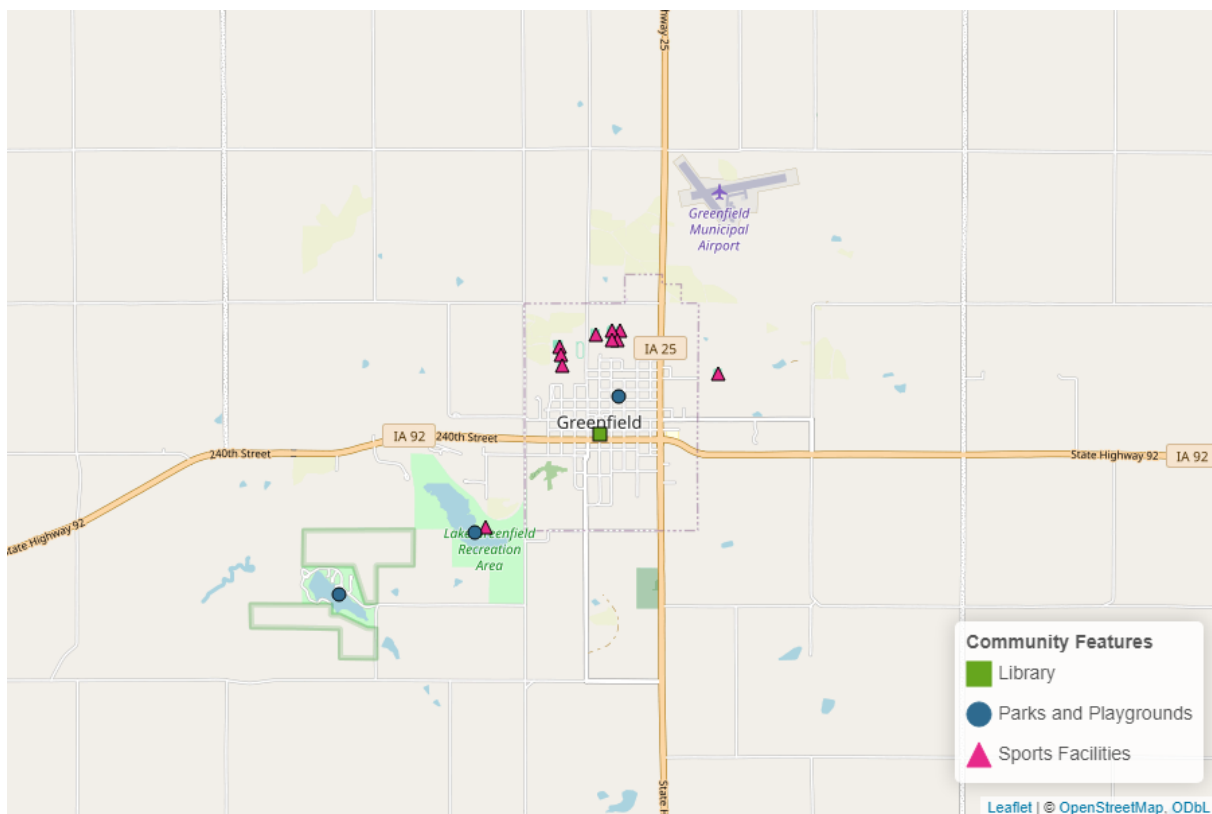 ghway 25
Greenfield
Municipal
Airport
IA 25
Greenfield
IA 92
240th Street
240th Street
State Highway 92
IA 92
State Highway 92
Lake Greenfield
Recreation
Area
State H
Community Features
Library
Parks and Playgrounds
Sports Facilities
Leaflet | © OpenStreetMap, ODbL